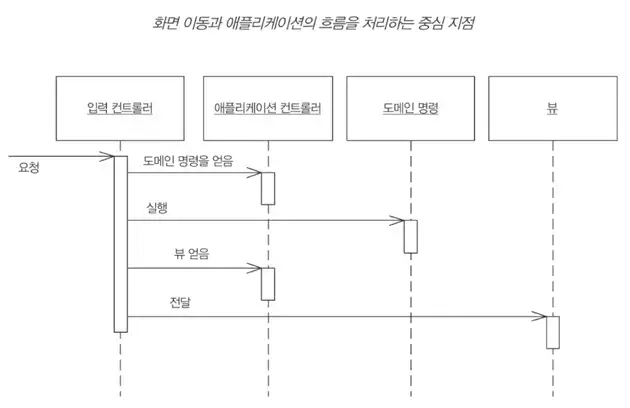 화면 이동과 애플리케이션의 흐름을 처리하는 중심 지점
입력 컨트롤러
애플리케이션 컨트롤러
도메인 명령
뷰
요청
도메인 명령을 얻음
실행
뷰 얻음
전달